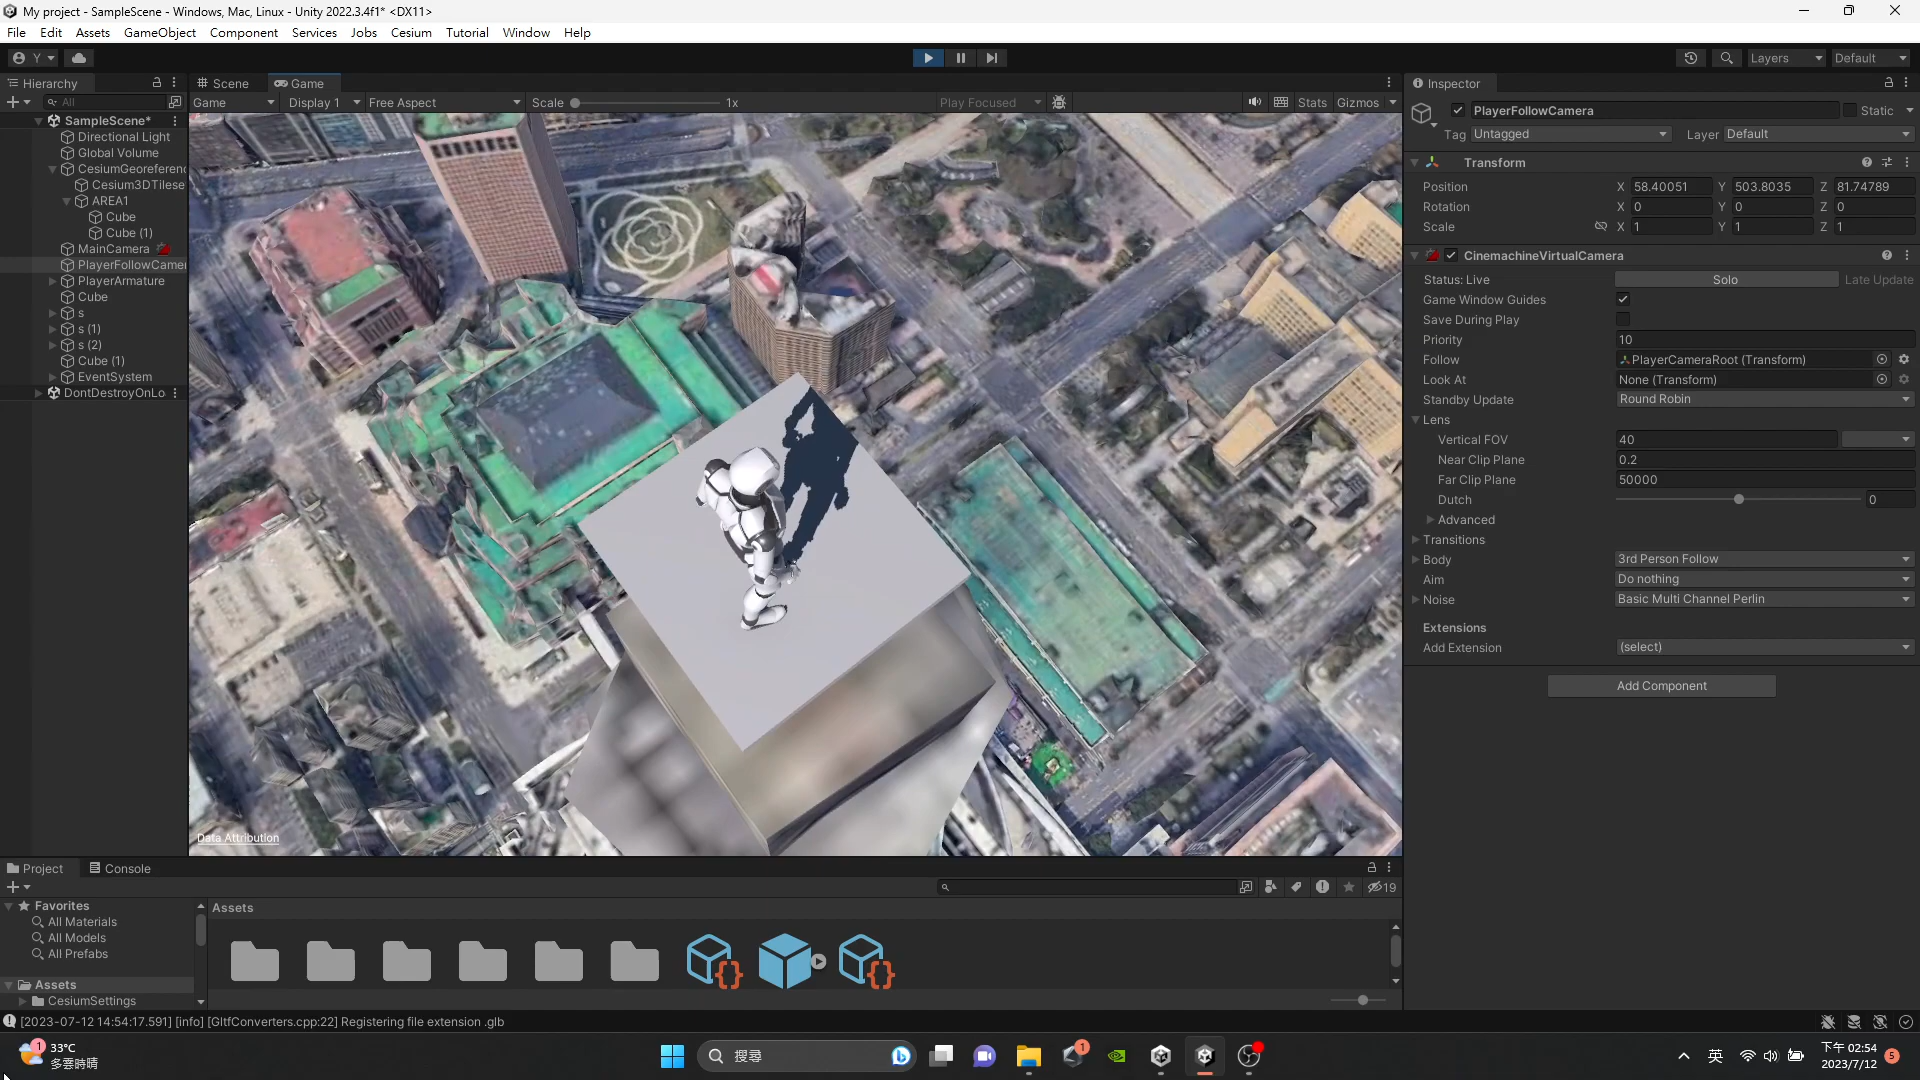 My project - SampleScene - Windows, Mac, Linux - Unity 2022.3.4f1* <DX11>
File Edit Assets GameObject Component Services Jobs Cesium Tutorial Window Help
Y Layers Default
Hierarchy
All
SampleScene*
Directional Light
Global Volume
CesiumGeoreferenc
Cesium3DTilese
AREA1
Cube
Cube (1)
MainCamera
PlayerFollowCamer
PlayerArmature
Cube
s
s (1)
s (2)
Cube (1)
EventSystem
DontDestroyOnLo
Scene Game
Game Display 1 Free Aspect Scale 1x Play Focused Stats Gizmos
Data Attribution
Inspector
PlayerFollowCamera Static
Tag Untagged Layer Default
Transform
Position X 58.40051 Y 503.8035 Z 81.74789
Rotation X 0 Y 0 Z 0
Scale X 1 Y 1 Z 1
CinemachineVirtualCamera
Status: Live Solo Late Update
Game Window Guides
Save During Play
Priority 10
Follow PlayerCameraRoot (Transform)
Look At None (Transform)
Standby Update Round Robin
Lens
Vertical FOV 40
Near Clip Plane 0.2
Far Clip Plane 50000
Dutch 0
Advanced
Transitions
Body 3rd Person Follow
Aim Do nothing
Noise Basic Multi Channel Perlin
Extensions
Add Extension (select)
Add Component
Project Console
19
Favorites
All Materials
All Models
All Prefabs
Assets
CesiumSettings
Assets
[2023-07-12 14:54:17.591] [info] [GltfConverters.cpp:22] Registering file extension .glb
1
33°C
多雲時晴
搜尋
1
英
下午 02:54
2023/7/12
5